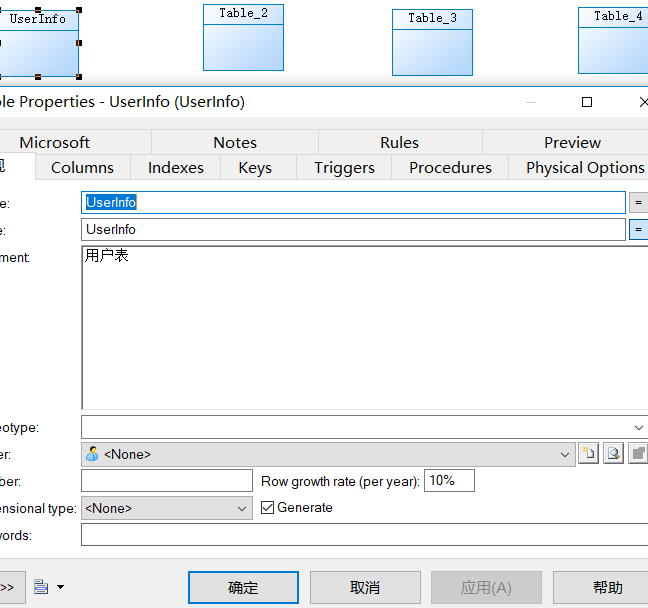 UserInfo
Table_2
Table_3
Table_4
le Properties - UserInfo (UserInfo)
Microsoft Notes Rules Preview
Columns Indexes Keys Triggers Procedures Physical Options
e: UserInfo =
e: UserInfo =
ment: 用户表
eotype:
er: <None>
ber: Row growth rate (per year): 10%
ensional type: <None> Generate
words:
>> 确定 取消 应用(A) 帮助